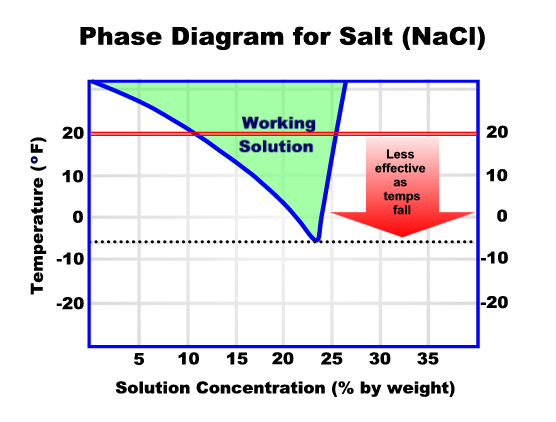 Phase Diagram for Salt (NaCl)
Working
Solution
Less
effective
as
temps
fall
Temperature (°F)
20
10
0
-10
-20
20
10
0
-10
-20
5 10 15 20 25 30 35
Solution Concentration (% by weight)